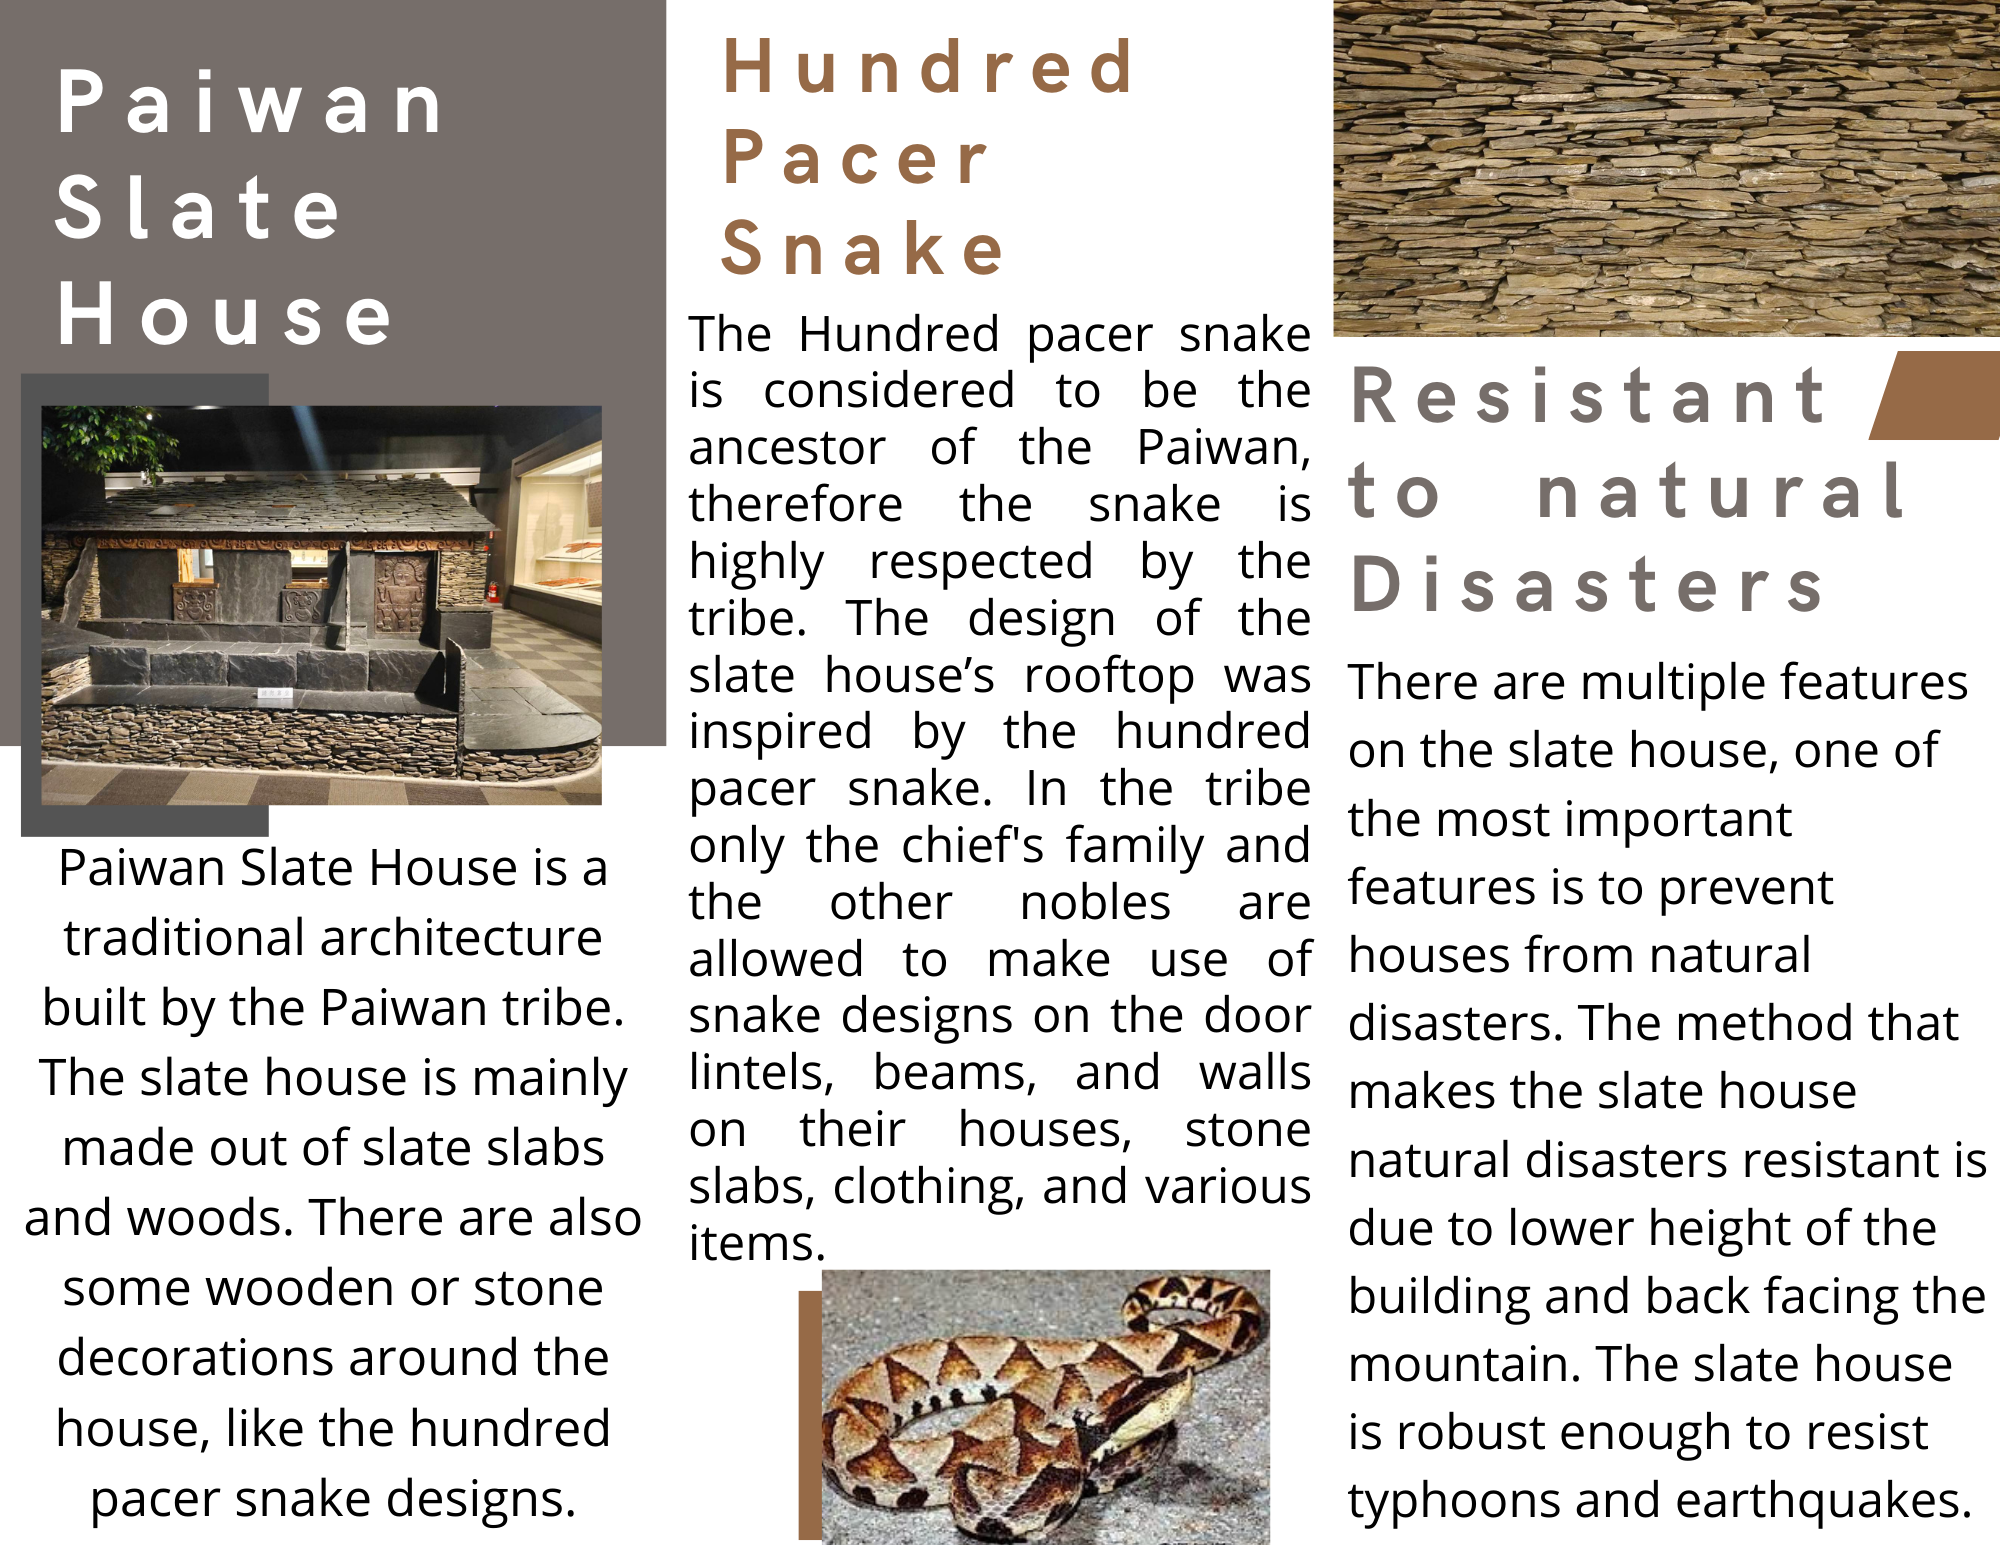 Paiwan
Slate
House
Paiwan Slate House is a
traditional architecture
built by the Paiwan tribe.
The slate house is mainly
made out of slate slabs
and woods. There are also
some wooden or stone
decorations around the
house, like the hundred
pacer snake designs.
Hundred
Pacer
Snake
The Hundred pacer snake
is considered to be the
ancestor of the Paiwan,
therefore the snake is
highly respected by the
tribe. The design of the
slate house’s rooftop was
inspired by the hundred
pacer snake. In the tribe
only the chief's family and
the other nobles are
allowed to make use of
snake designs on the door
lintels, beams, and walls
on their houses, stone
slabs, clothing, and various
items.
Resistant
to natural
Disasters
There are multiple features
on the slate house, one of
the most important
features is to prevent
houses from natural
disasters. The method that
makes the slate house
natural disasters resistant is
due to lower height of the
building and back facing the
mountain. The slate house
is robust enough to resist
typhoons and earthquakes.